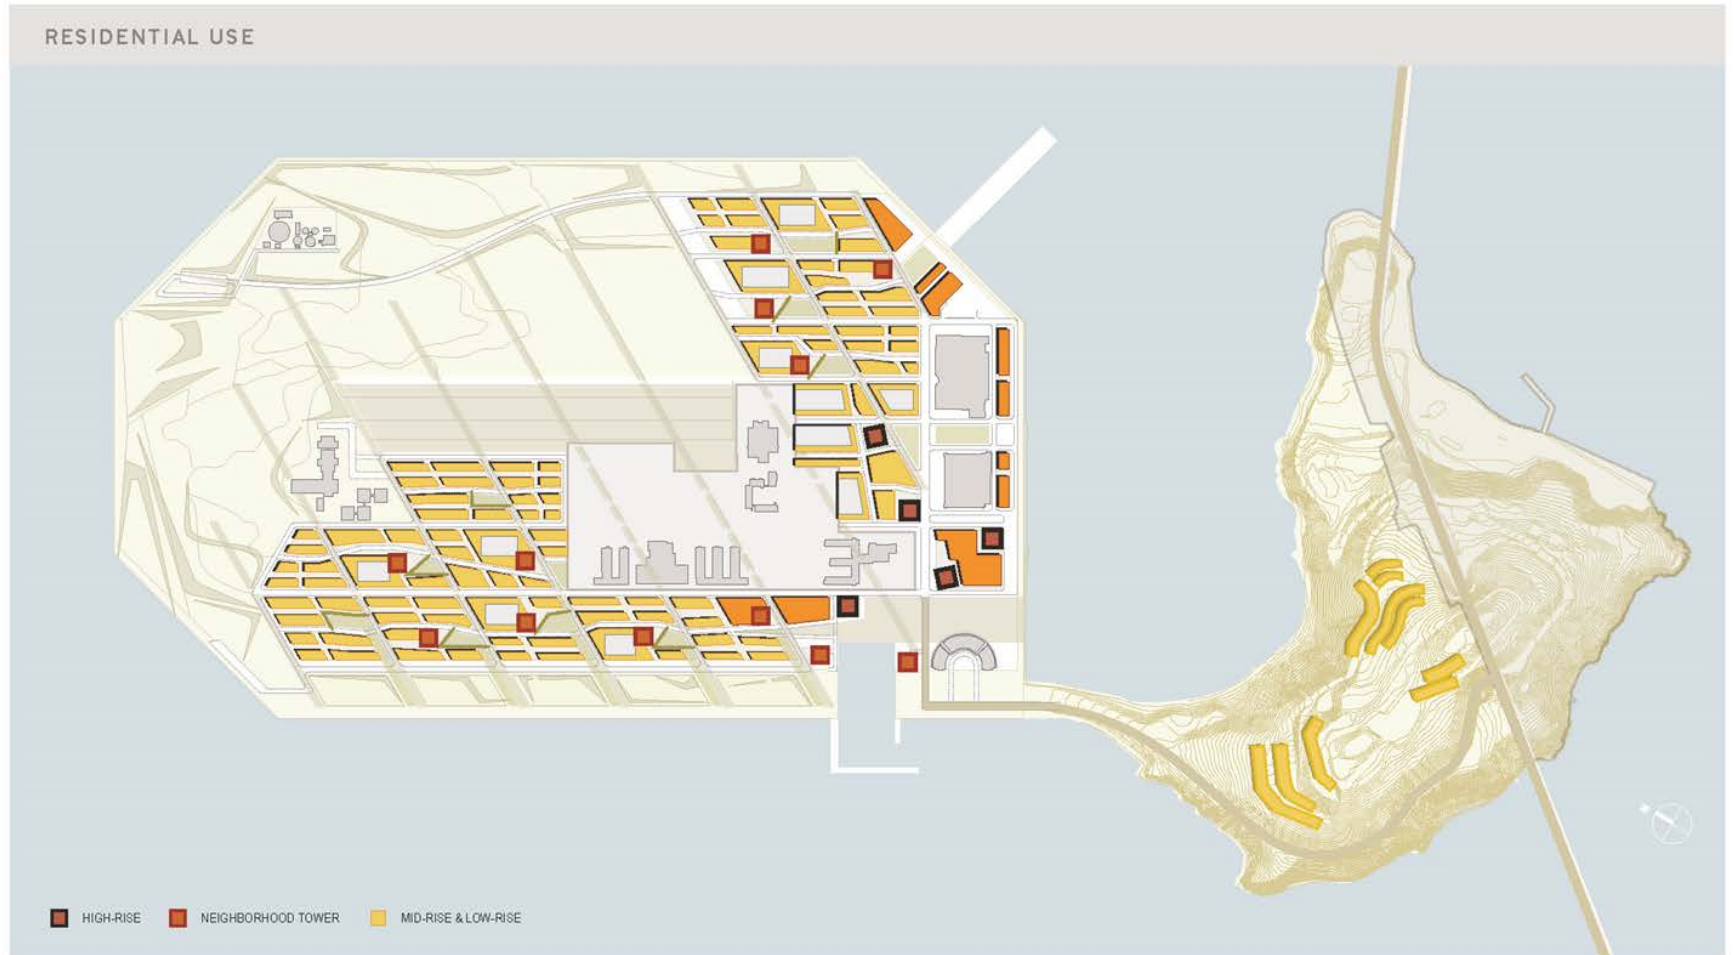 RESIDENTIAL USE
HIGH-RISE
NEIGHBORHOOD TOWER
MID-RISE & LOW-RISE